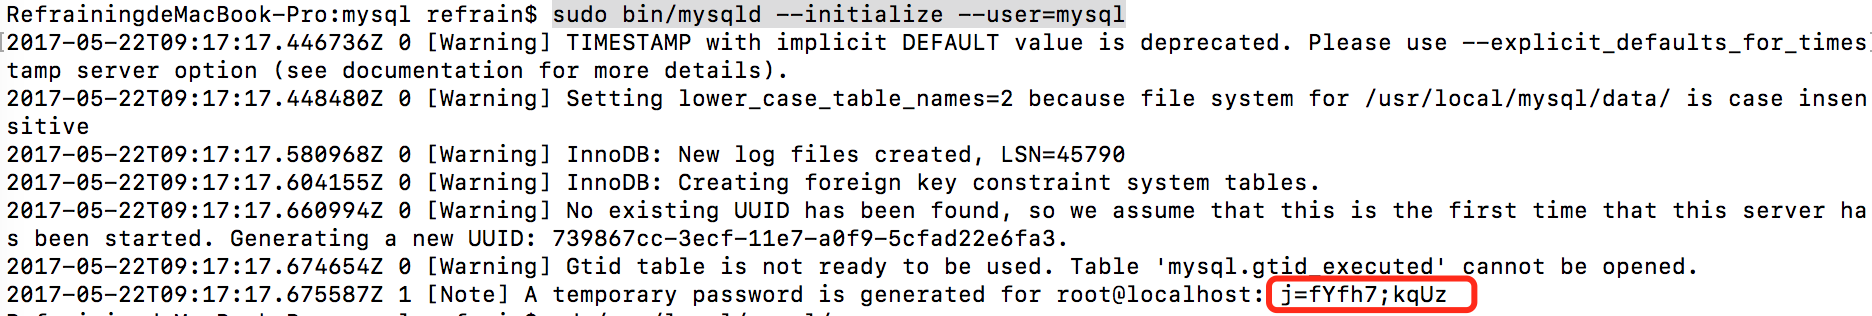 RefrainingdeMacBook-Pro:mysql refrain$ sudo bin/mysqld --initialize --user=mysql
2017-05-22T09:17:17.446736Z 0 [Warning] TIMESTAMP with implicit DEFAULT value is deprecated. Please use --explicit_defaults_for_times
tamp server option (see documentation for more details).
2017-05-22T09:17:17.448480Z 0 [Warning] Setting lower_case_table_names=2 because file system for /usr/local/mysql/data/ is case insen
sitive
2017-05-22T09:17:17.580968Z 0 [Warning] InnoDB: New log files created, LSN=45790
2017-05-22T09:17:17.604155Z 0 [Warning] InnoDB: Creating foreign key constraint system tables.
2017-05-22T09:17:17.660994Z 0 [Warning] No existing UUID has been found, so we assume that this is the first time that this server ha
s been started. Generating a new UUID: 739867cc-3ecf-11e7-a0f9-5cfad22e6fa3.
2017-05-22T09:17:17.674654Z 0 [Warning] Gtid table is not ready to be used. Table 'mysql.gtid_executed' cannot be opened.
2017-05-22T09:17:17.675587Z 1 [Note] A temporary password is generated for root@localhost: j=fYfh7;kqUz